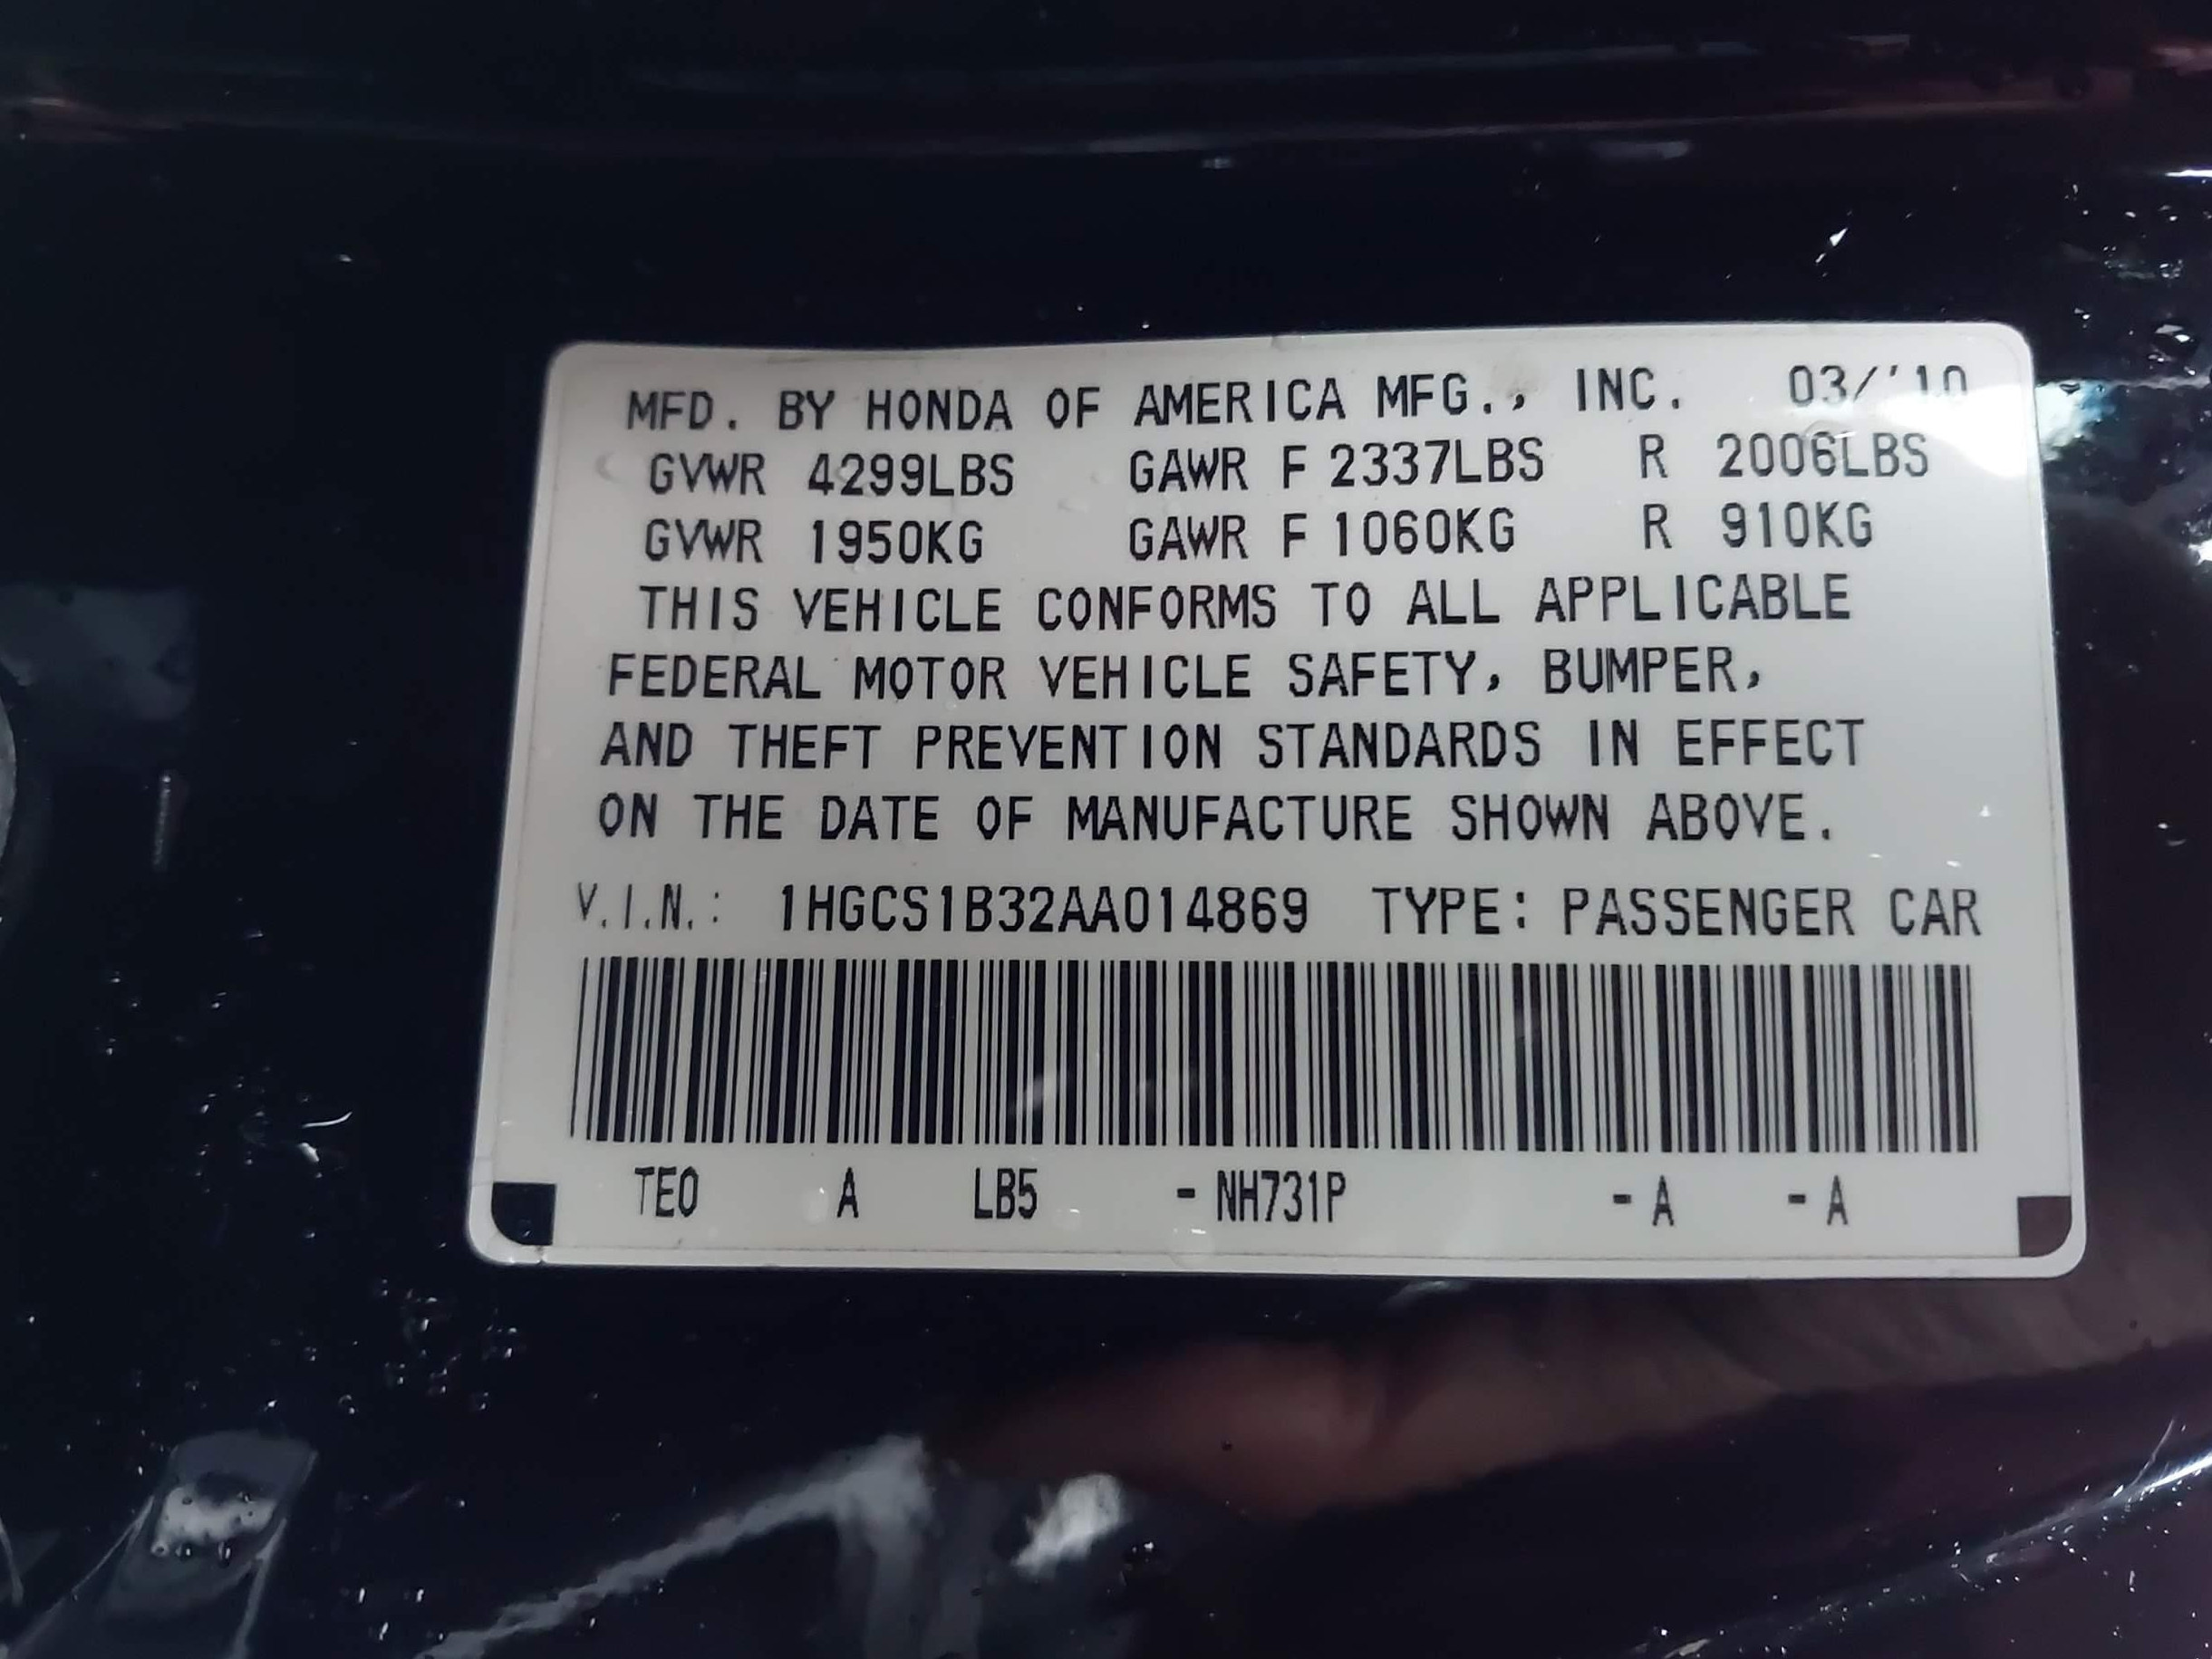 MFD. BY HONDA OF AMERICA MFG., INC. 03/'10
GVWR 4299LBS GAWR F 2337LBS R 2006LBS
GVWR 1950KG GAWR F 1060KG R 910KG
THIS VEHICLE CONFORMS TO ALL APPLICABLE
FEDERAL MOTOR VEHICLE SAFETY, BUMPER,
AND THEFT PREVENTION STANDARDS IN EFFECT
ON THE DATE OF MANUFACTURE SHOWN ABOVE.
V.I.N.: 1HGCS1B32AA014869 TYPE: PASSENGER CAR
TE0 A LB5 - NH731P - A - A